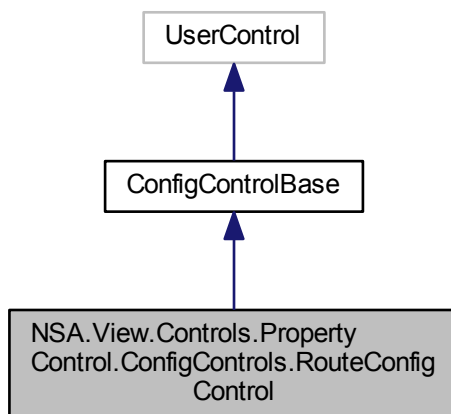 UserControl
ConfigControlBase
NSA.View.Controls.Property
Control.ConfigControls.RouteConfig
Control